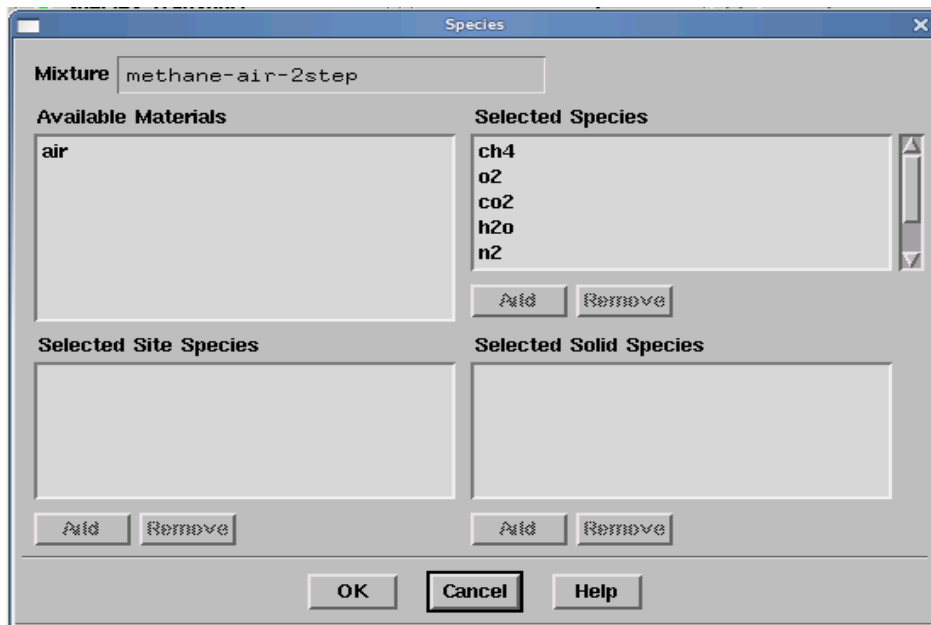 Species
Mixture methane-air-2step
Available Materials
air
Selected Species
ch4
o2
co2
h2o
n2
Add Remove
Selected Site Species
Selected Solid Species
Add Remove
Add Remove
OK Cancel Help